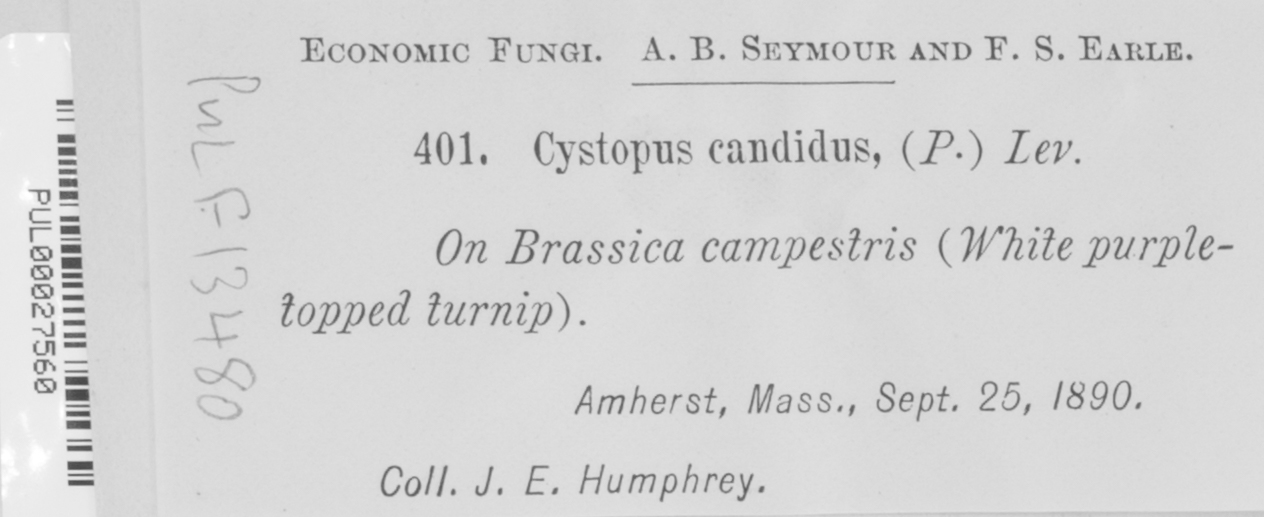 ECONOMIC FUNGI. A. B. SEYMOUR AND F. S. EARLE.
401. Cystopus candidus, (P.) Lev.
On Brassica campestris (White purple-
topped turnip).
Amherst, Mass., Sept. 25, 1890.
Coll. J. E. Humphrey.
PUL F13480
PUL00027560